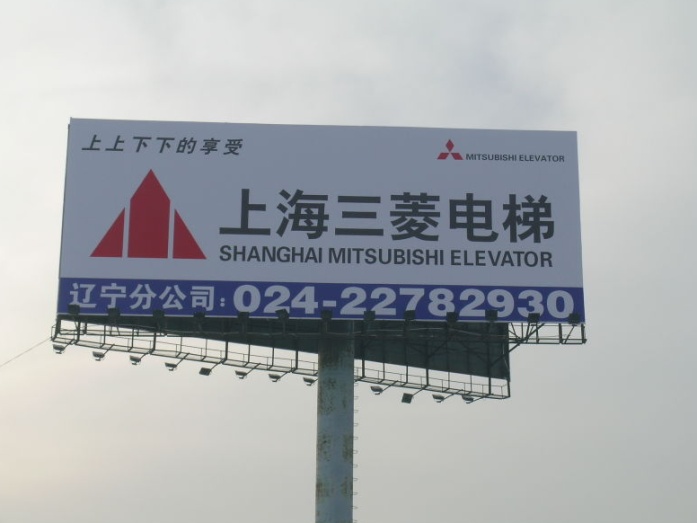 上上下下的享受
MITSUBISHI ELEVATOR
上海三菱电梯
SHANGHAI MITSUBISHI ELEVATOR
辽宁分公司:024-22782930